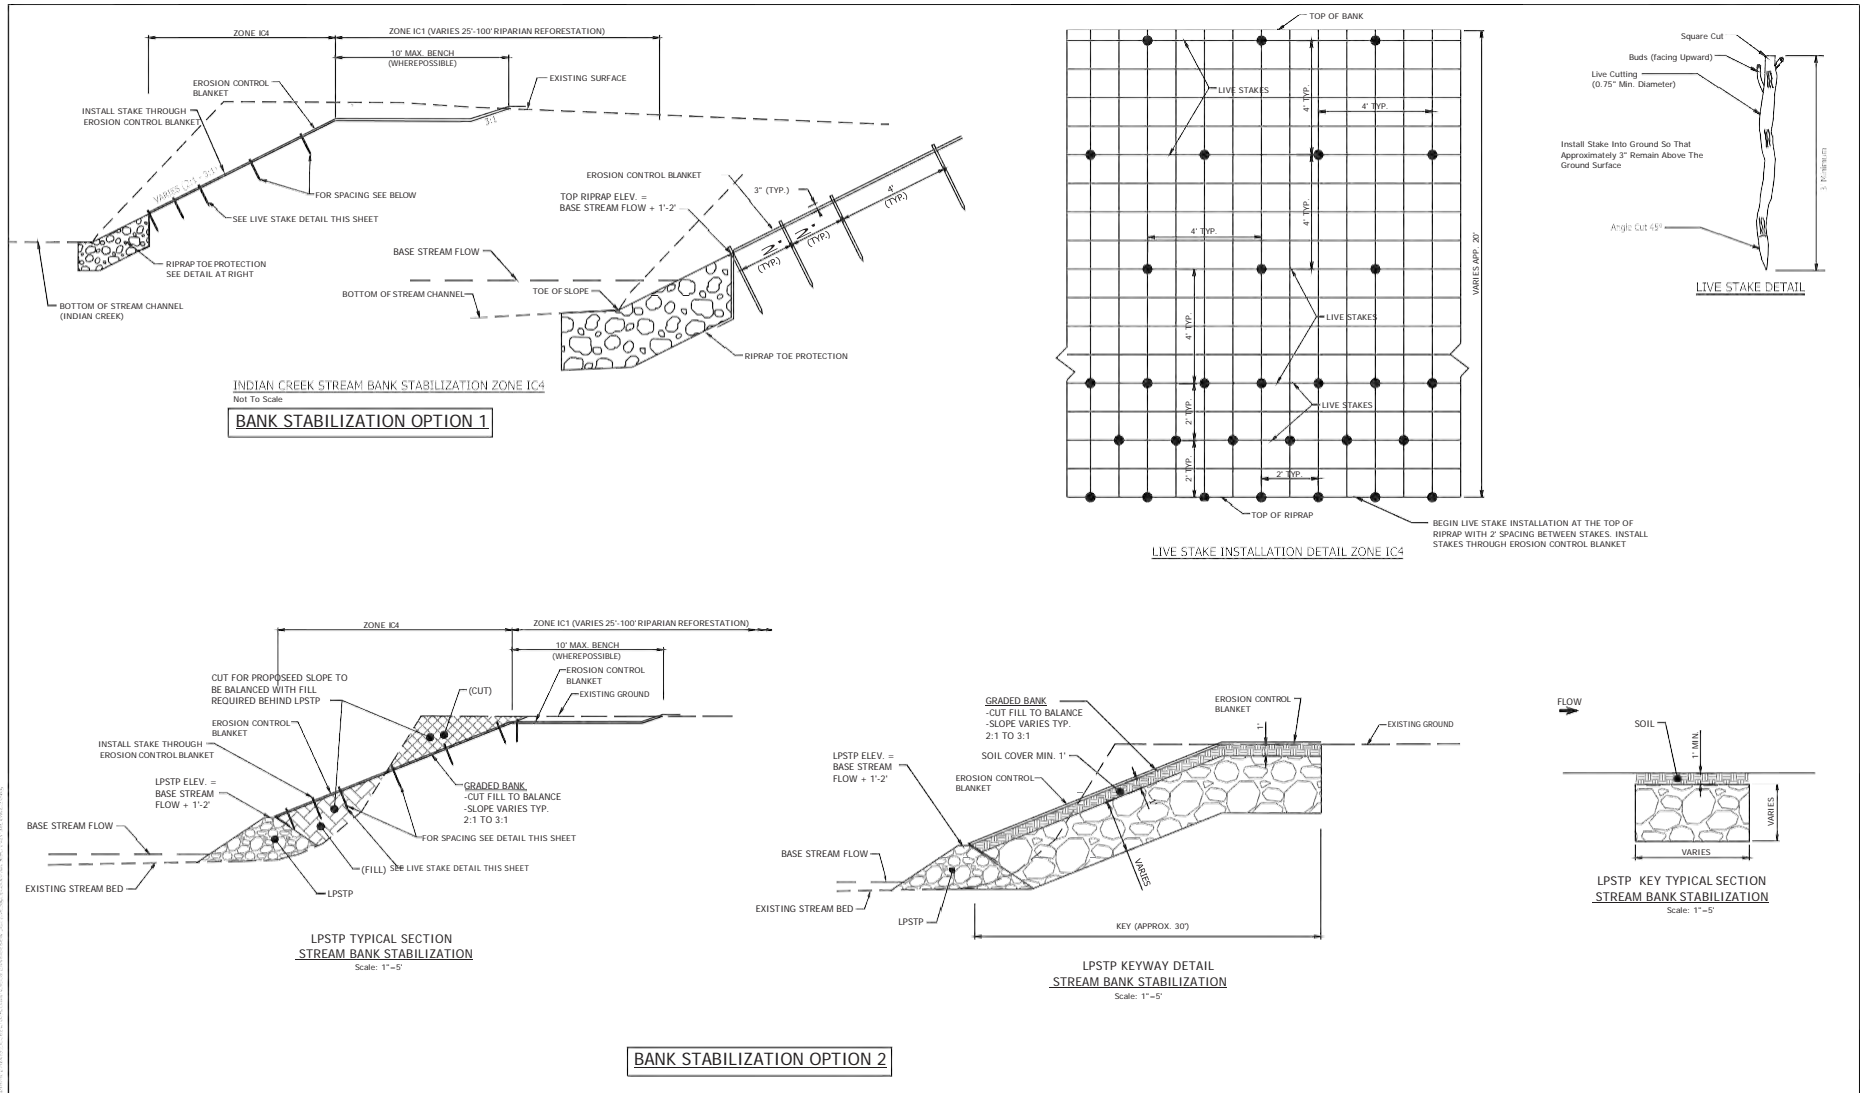 ZONE IC4
ZONE IC1 (VARIES 25'-100' RIPARIAN REFORESTATION)
10' MAX. BENCH
(WHEREPOSSIBLE)
EXISTING SURFACE
EROSION CONTROL
BLANKET
INSTALL STAKE THROUGH
EROSION CONTROL BLANKET
3:1
VARIES (2:1 - 3:1)
FOR SPACING SEE BELOW
SEE LIVE STAKE DETAIL THIS SHEET
RIPRAP TOE PROTECTION
SEE DETAIL AT RIGHT
BOTTOM OF STREAM CHANNEL
(INDIAN CREEK)
EROSION CONTROL BLANKET
TOP RIPRAP ELEV. =
BASE STREAM FLOW + 1'-2'
3" (TYP.)
4'
(TYP.)
2'
(TYP.)
2'
(TYP.)
BASE STREAM FLOW
BOTTOM OF STREAM CHANNEL
TOE OF SLOPE
RIPRAP TOE PROTECTION
INDIAN CREEK STREAM BANK STABILIZATION ZONE IC4
Not To Scale
BANK STABILIZATION OPTION 1
TOP OF BANK
LIVE STAKES
4' TYP.
4' TYP.
4' TYP.
4' TYP.
LIVE STAKES
4' TYP.
LIVE STAKES
2' TYP.
2' TYP.
2' TYP.
VARIES APP. 20'
TOP OF RIPRAP
BEGIN LIVE STAKE INSTALLATION AT THE TOP OF
RIPRAP WITH 2' SPACING BETWEEN STAKES. INSTALL
STAKES THROUGH EROSION CONTROL BLANKET
LIVE STAKE INSTALLATION DETAIL ZONE IC4
Square Cut
Buds (facing Upward)
Live Cutting
(0.75" Min. Diameter)
Install Stake Into Ground So That
Approximately 3" Remain Above The
Ground Surface
3' Minimum
Angle Cut 45°
LIVE STAKE DETAIL
ZONE IC4
ZONE IC1 (VARIES 25'-100' RIPARIAN REFORESTATION)
10' MAX. BENCH
(WHEREPOSSIBLE)
CUT FOR PROPOSEED SLOPE TO
BE BALANCED WITH FILL
REQUIRED BEHIND LPSTP
(CUT)
EROSION CONTROL
BLANKET
EXISTING GROUND
EROSION CONTROL
BLANKET
INSTALL STAKE THROUGH
EROSION CONTROL BLANKET
LPSTP ELEV. =
BASE STREAM
FLOW + 1'-2'
GRADED BANK
-CUT FILL TO BALANCE
-SLOPE VARIES TYP.
2:1 TO 3:1
BASE STREAM FLOW
FOR SPACING SEE DETAIL THIS SHEET
(FILL)
SEE LIVE STAKE DETAIL THIS SHEET
EXISTING STREAM BED
LPSTP
LPSTP TYPICAL SECTION
STREAM BANK STABILIZATION
Scale: 1"=5'
GRADED BANK
-CUT FILL TO BALANCE
-SLOPE VARIES TYP.
2:1 TO 3:1
EROSION CONTROL
BLANKET
1'
EXISTING GROUND
SOIL COVER MIN. 1'
LPSTP ELEV. =
BASE STREAM
FLOW + 1'-2'
EROSION CONTROL
BLANKET
BASE STREAM FLOW
VARIES
EXISTING STREAM BED
LPSTP
KEY (APPROX. 30')
LPSTP KEYWAY DETAIL
STREAM BANK STABILIZATION
Scale: 1"=5'
FLOW
SOIL
1' MIN.
VARIES
VARIES
LPSTP KEY TYPICAL SECTION
STREAM BANK STABILIZATION
Scale: 1"=5'
BANK STABILIZATION OPTION 2